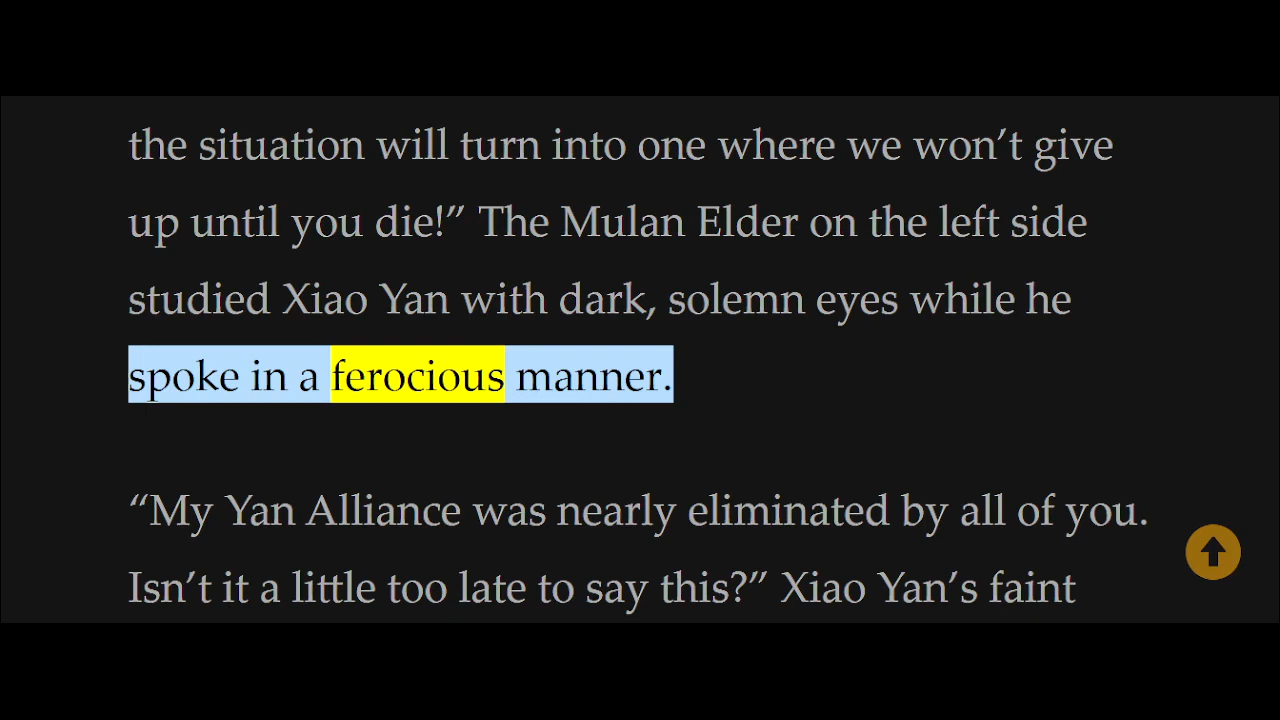 the situation will turn into one where we won’t give
up until you die!” The Mulan Elder on the left side
studied Xiao Yan with dark, solemn eyes while he
spoke in a ferocious manner.
“My Yan Alliance was nearly eliminated by all of you.
Isn’t it a little too late to say this?” Xiao Yan’s faint